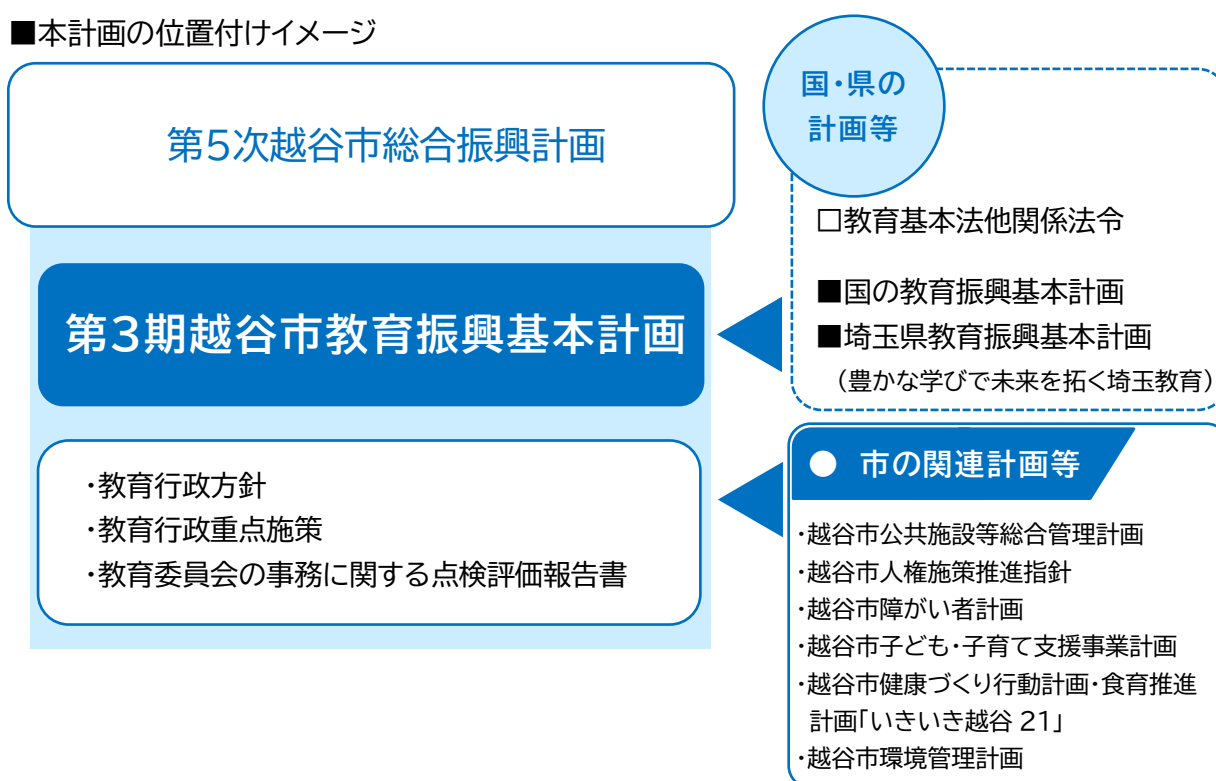 ■本計画の位置付けイメージ
第5次越谷市総合振興計画
第3期越谷市教育振興基本計画
・教育行政方針
・教育行政重点施策
・教育委員会の事務に関する点検評価報告書
国・県の
計画等
□教育基本法他関係法令
■国の教育振興基本計画
■埼玉県教育振興基本計画
（豊かな学びで未来を拓く埼玉教育）
● 市の関連計画等
・越谷市公共施設等総合管理計画
・越谷市人権施策推進指針
・越谷市障がい者計画
・越谷市子ども・子育て支援事業計画
・越谷市健康づくり行動計画・食育推進
計画「いきいき越谷 21」
・越谷市環境管理計画